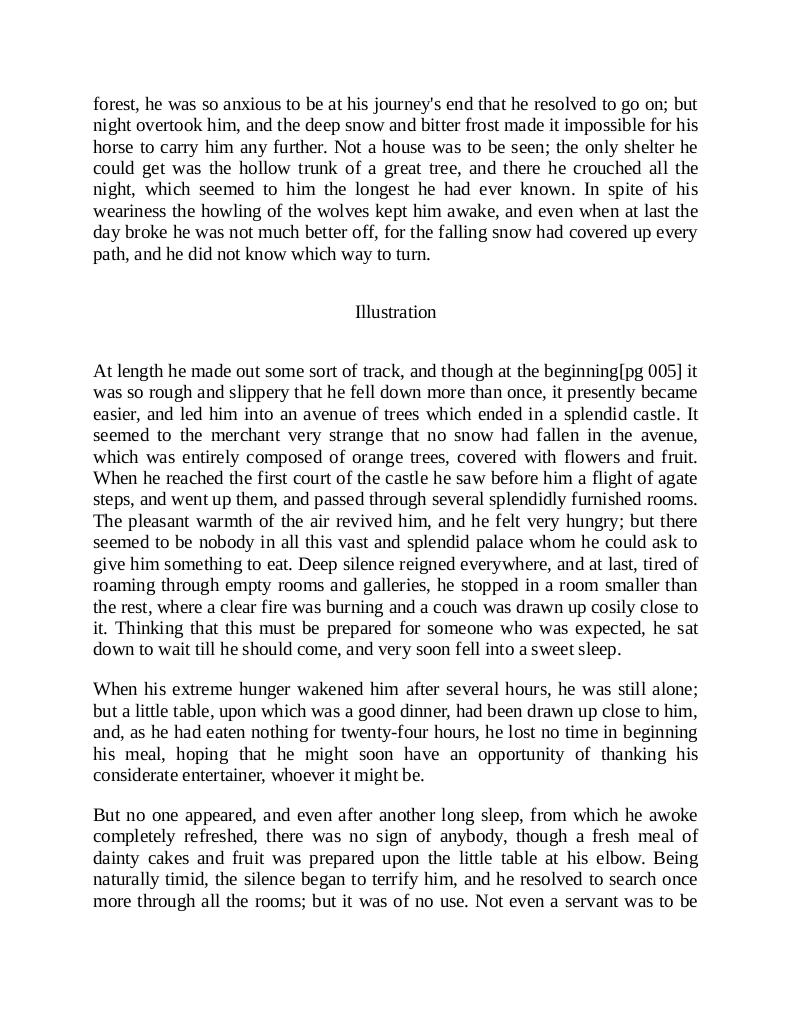 forest, he was so anxious to be at his journey's end that he resolved to go on; but
night overtook him, and the deep snow and bitter frost made it impossible for his
horse to carry him any further. Not a house was to be seen; the only shelter he
could get was the hollow trunk of a great tree, and there he crouched all the
night, which seemed to him the longest he had ever known. In spite of his
weariness the howling of the wolves kept him awake, and even when at last the
day broke he was not much better off, for the falling snow had covered up every
path, and he did not know which way to turn.
Illustration
At length he made out some sort of track, and though at the beginning[pg 005] it
was so rough and slippery that he fell down more than once, it presently became
easier, and led him into an avenue of trees which ended in a splendid castle. It
seemed to the merchant very strange that no snow had fallen in the avenue,
which was entirely composed of orange trees, covered with flowers and fruit.
When he reached the first court of the castle he saw before him a flight of agate
steps, and went up them, and passed through several splendidly furnished rooms.
The pleasant warmth of the air revived him, and he felt very hungry; but there
seemed to be nobody in all this vast and splendid palace whom he could ask to
give him something to eat. Deep silence reigned everywhere, and at last, tired of
roaming through empty rooms and galleries, he stopped in a room smaller than
the rest, where a clear fire was burning and a couch was drawn up cosily close to
it. Thinking that this must be prepared for someone who was expected, he sat
down to wait till he should come, and very soon fell into a sweet sleep.
When his extreme hunger wakened him after several hours, he was still alone;
but a little table, upon which was a good dinner, had been drawn up close to him,
and, as he had eaten nothing for twenty-four hours, he lost no time in beginning
his meal, hoping that he might soon have an opportunity of thanking his
considerate entertainer, whoever it might be.
But no one appeared, and even after another long sleep, from which he awoke
completely refreshed, there was no sign of anybody, though a fresh meal of
dainty cakes and fruit was prepared upon the little table at his elbow. Being
naturally timid, the silence began to terrify him, and he resolved to search once
more through all the rooms; but it was of no use. Not even a servant was to be